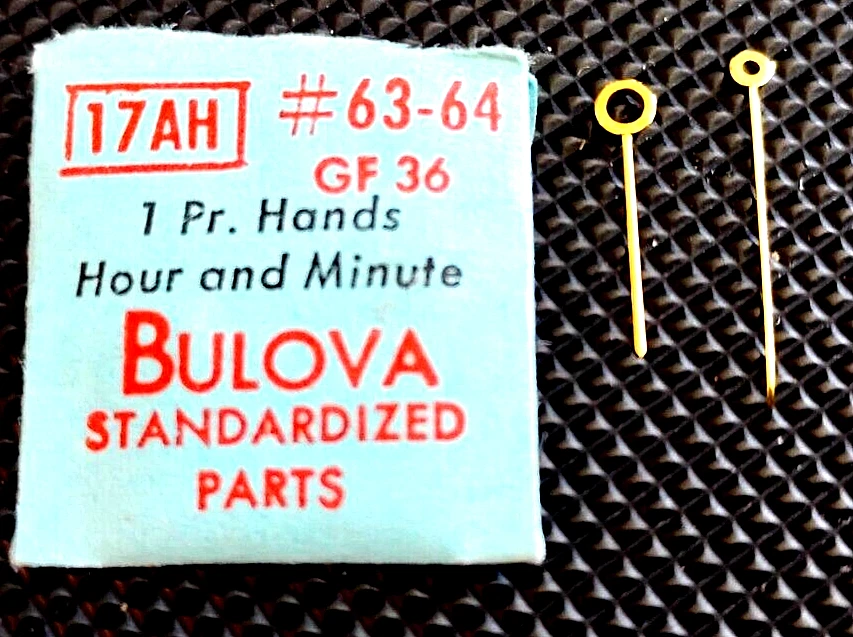 17AH #63-64
GF 36
1 Pr. Hands
Hour and Minute
BULOVA
STANDARDIZED
PARTS